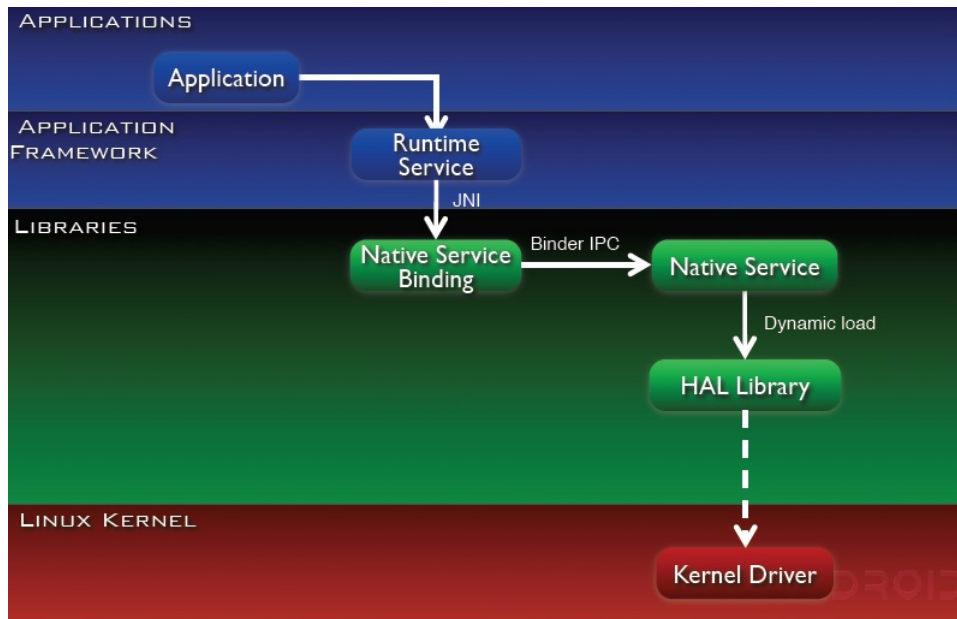 APPLICATIONS
Application
APPLICATION
FRAMEWORK
Runtime
Service
JNI
LIBRARIES
Native Service
Binding
Binder IPC
Native Service
Dynamic load
HAL Library
LINUX KERNEL
Kernel Driver
DROID